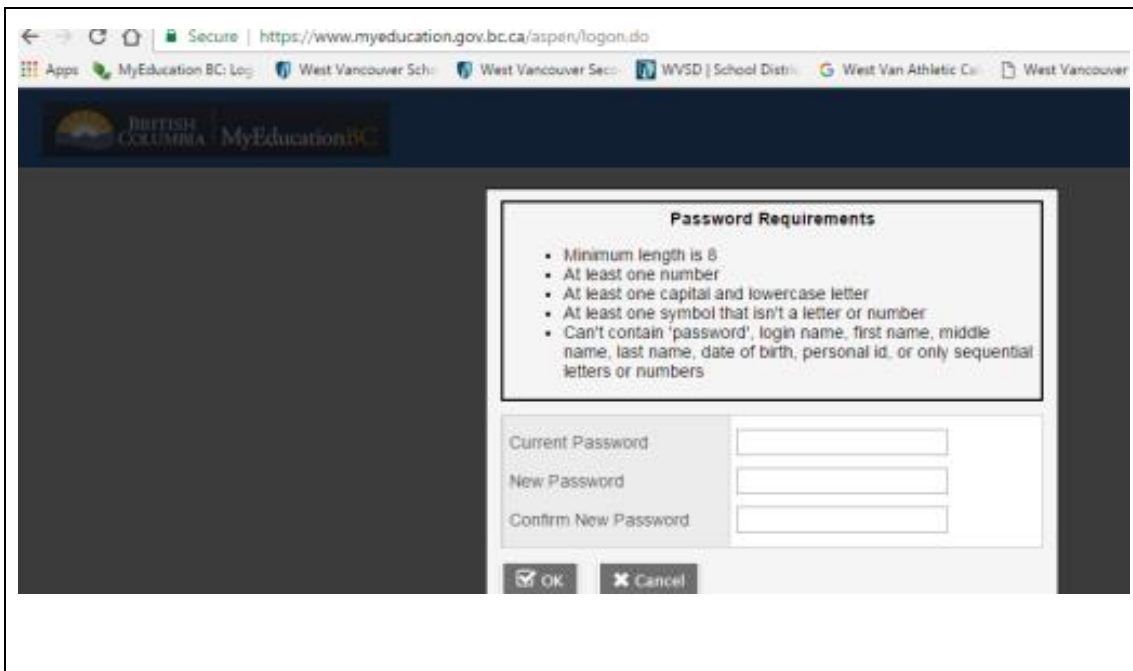 Secure | https://www.myeducation.gov.bc.ca/aspen/logon.do
Apps MyEducation BC: Log West Vancouver Sch West Vancouver Seco WVSD | School Distri West Van Athletic Ca West Vancouver
BRITISH
COLUMBIA MyEducationBC
Password Requirements
• Minimum length is 8
• At least one number
• At least one capital and lowercase letter
• At least one symbol that isn't a letter or number
• Can't contain 'password', login name, first name, middle
name, last name, date of birth, personal id, or only sequential
letters or numbers
Current Password
New Password
Confirm New Password
OK Cancel